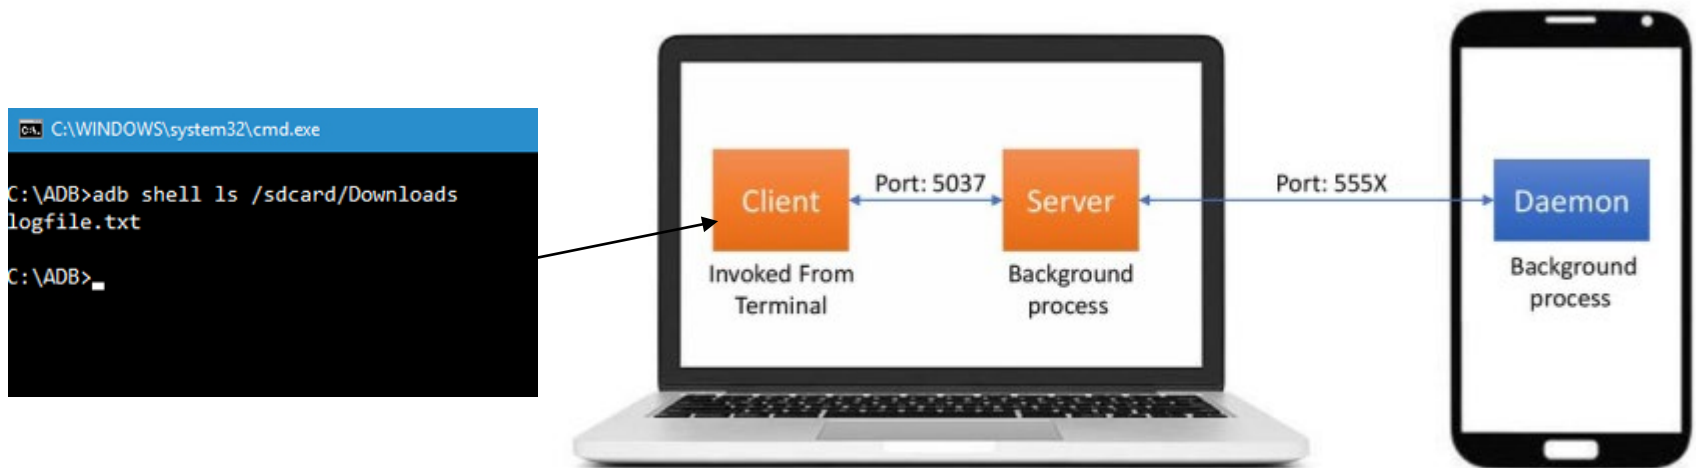 C:\WINDOWS\system32\cmd.exe
C:\ADB>adb shell ls /sdcard/Downloads
logfile.txt
C:\ADB>
Client
Port: 5037
Server
Port: 555X
Daemon
Invoked From
Terminal
Background
process
Background
process